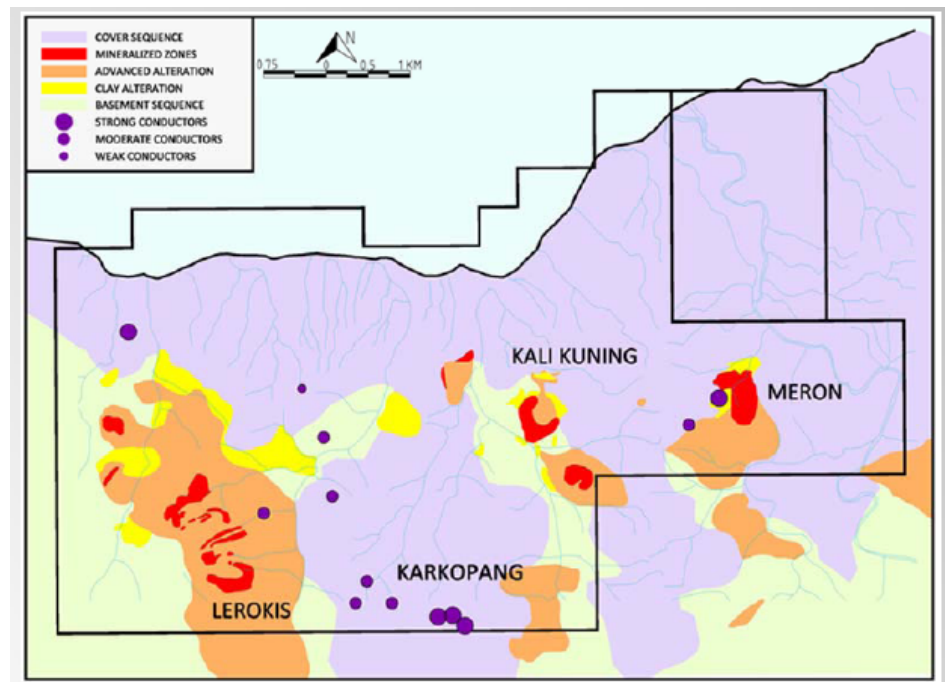 COVER SEQUENCE
MINERALIZED ZONES
ADVANCED ALTERATION
CLAY ALTERATION
BASEMENT SEQUENCE
STRONG CONDUCTORS
MODERATE CONDUCTORS
WEAK CONDUCTORS
N
0.75 0 0.5 1 KM
KALI KUNING
MERON
KARKOPANG
LEROKIS